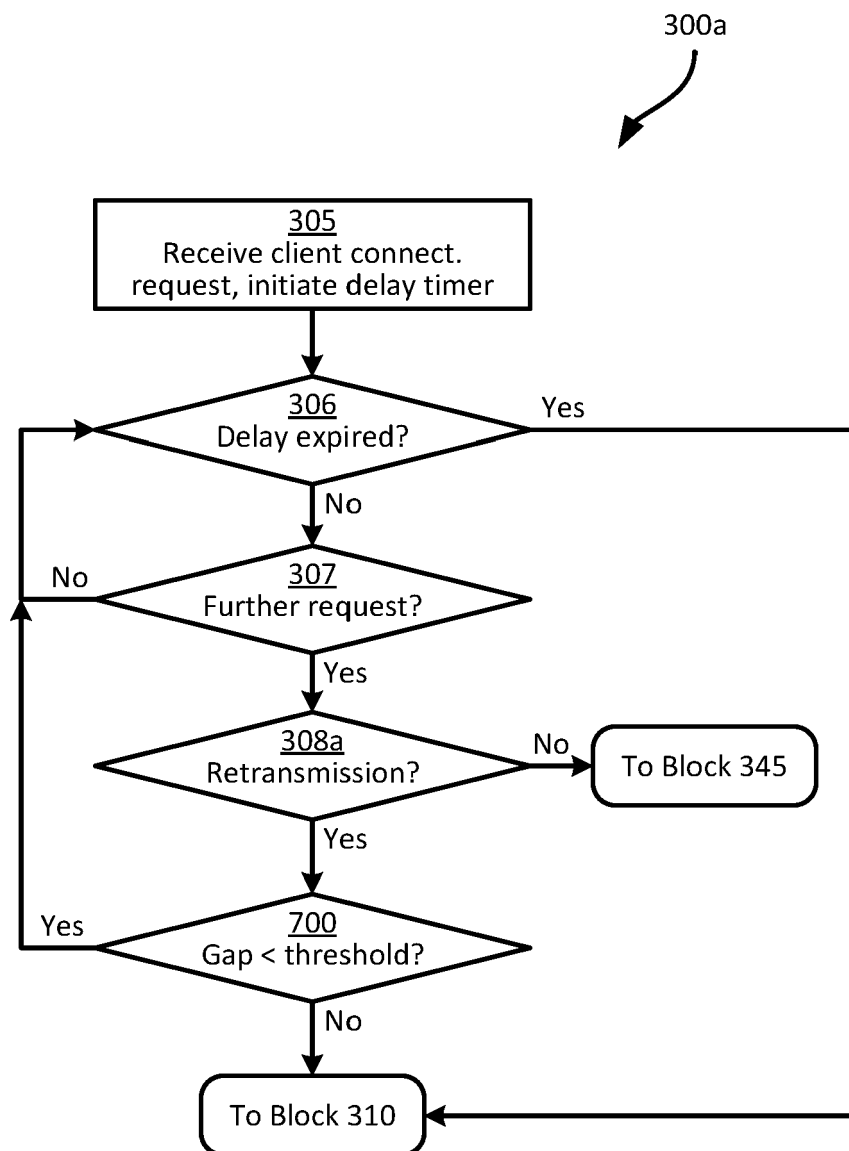 300a
305
Receive client connect.
request, initiate delay timer
306
Delay expired?
Yes
No
307
Further request?
No
Yes
308a
Retransmission?
No
To Block 345
Yes
700
Gap < threshold?
Yes
No
To Block 310